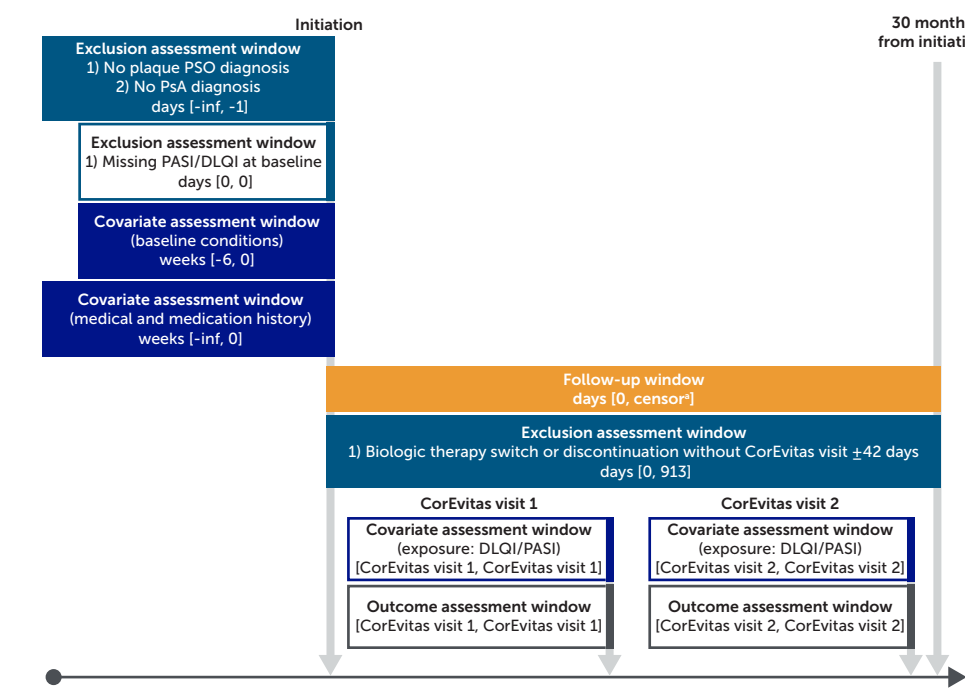 Initiation
30 month
from initiati
Exclusion assessment window
1) No plaque PSO diagnosis
2) No PsA diagnosis
days [-inf, -1]
Exclusion assessment window
1) Missing PASI/DLQI at baseline
days [0, 0]
Covariate assessment window
(baseline conditions)
weeks [-6, 0]
Covariate assessment window
(medical and medication history)
weeks [-inf, 0]
Follow-up window
days [0, censorᵃ]
Exclusion assessment window
1) Biologic therapy switch or discontinuation without CorEvitas visit ±42 days
days [0, 913]
CorEvitas visit 1
Covariate assessment window
(exposure: DLQI/PASI)
[CorEvitas visit 1, CorEvitas visit 1]
Outcome assessment window
[CorEvitas visit 1, CorEvitas visit 1]
CorEvitas visit 2
Covariate assessment window
(exposure: DLQI/PASI)
[CorEvitas visit 2, CorEvitas visit 2]
Outcome assessment window
[CorEvitas visit 2, CorEvitas visit 2]